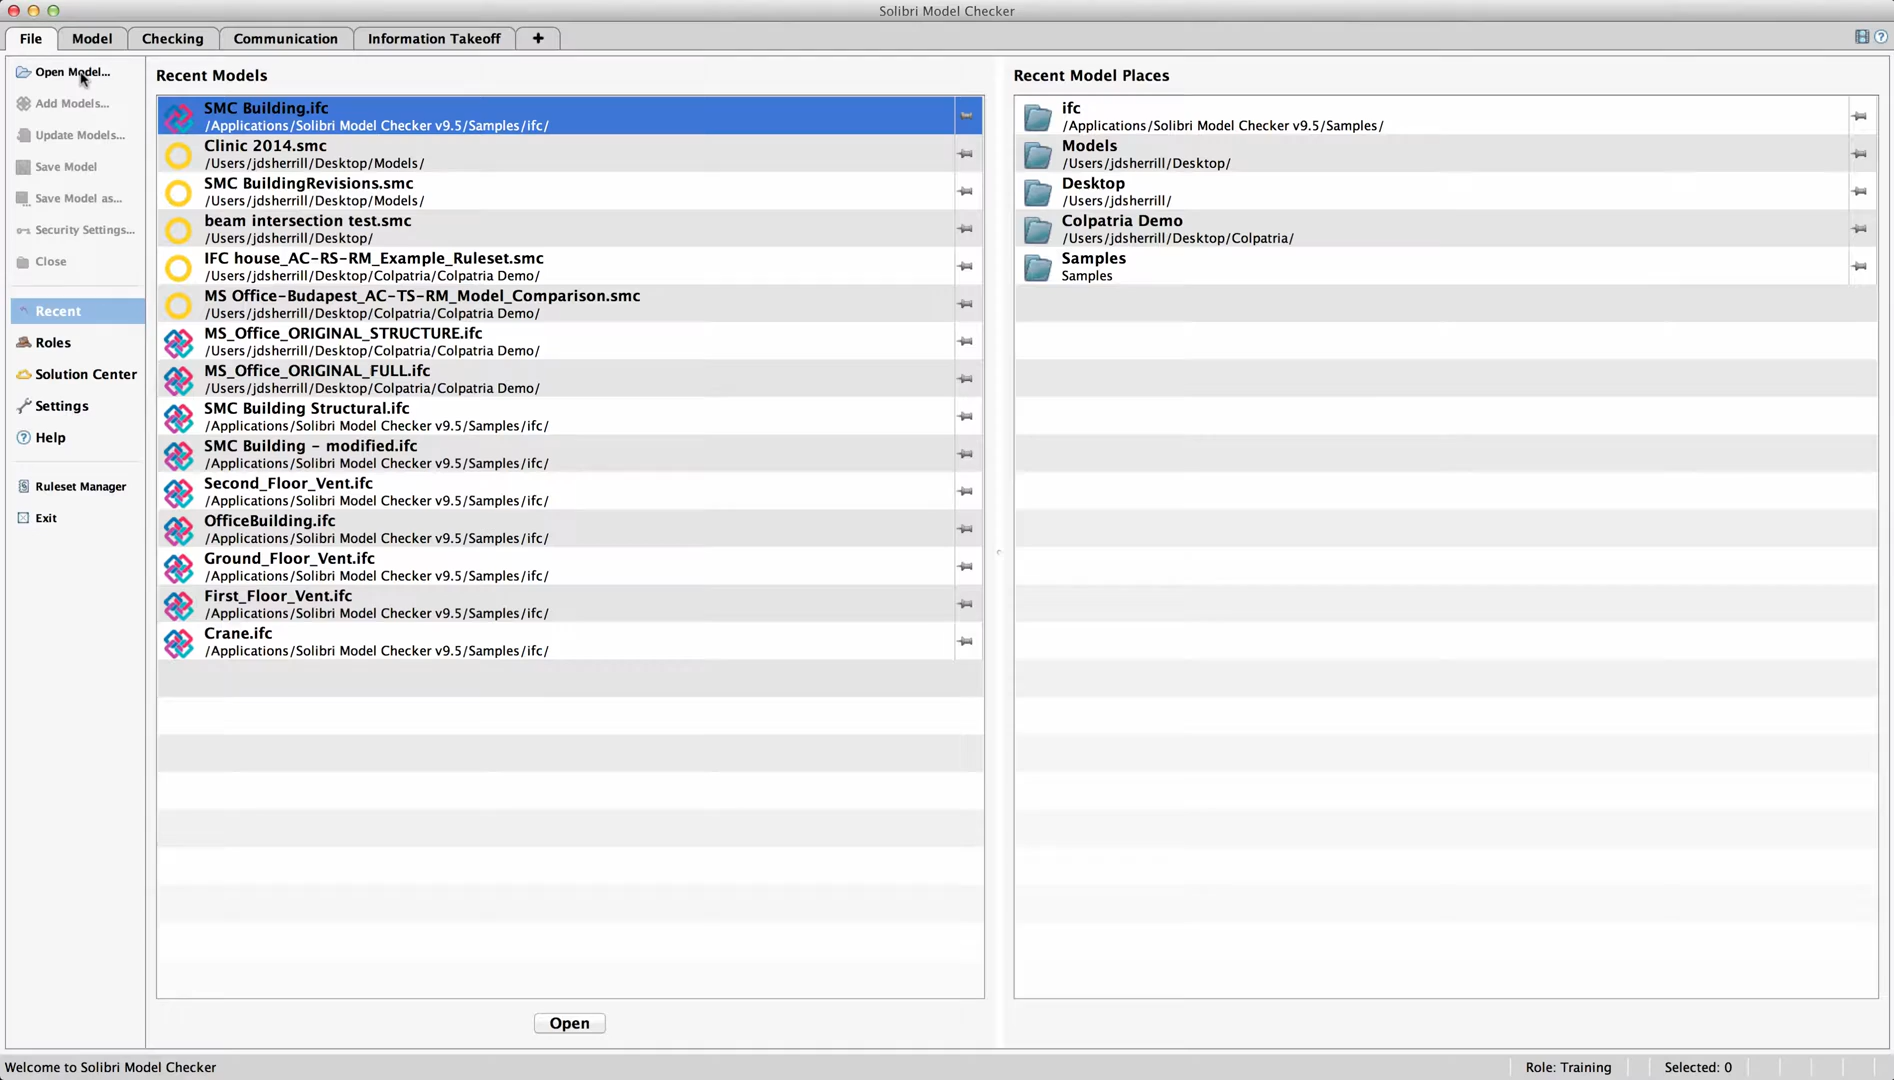 Solibri Model Checker
File
Model
Checking
Communication
Information Takeoff
+
Open Model...
Add Models...
Update Models...
Save Model
Save Model as...
Security Settings...
Close
Recent
Roles
Solution Center
Settings
Help
Ruleset Manager
Exit
Recent Models
SMC Building.ifc
/Applications/Solibri Model Checker v9.5/Samples/ifc/
Clinic 2014.smc
/Users/jdsherrill/Desktop/Models/
SMC BuildingRevisions.smc
/Users/jdsherrill/Desktop/Models/
beam intersection test.smc
/Users/jdsherrill/Desktop/
IFC house_AC-RS-RM_Example_Ruleset.smc
/Users/jdsherrill/Desktop/Colpatria/Colpatria Demo/
MS Office-Budapest_AC-TS-RM_Model_Comparison.smc
/Users/jdsherrill/Desktop/Colpatria/Colpatria Demo/
MS_Office_ORIGINAL_STRUCTURE.ifc
/Users/jdsherrill/Desktop/Colpatria/Colpatria Demo/
MS_Office_ORIGINAL_FULL.ifc
/Users/jdsherrill/Desktop/Colpatria/Colpatria Demo/
SMC Building Structural.ifc
/Applications/Solibri Model Checker v9.5/Samples/ifc/
SMC Building - modified.ifc
/Applications/Solibri Model Checker v9.5/Samples/ifc/
Second_Floor_Vent.ifc
/Applications/Solibri Model Checker v9.5/Samples/ifc/
OfficeBuilding.ifc
/Applications/Solibri Model Checker v9.5/Samples/ifc/
Ground_Floor_Vent.ifc
/Applications/Solibri Model Checker v9.5/Samples/ifc/
First_Floor_Vent.ifc
/Applications/Solibri Model Checker v9.5/Samples/ifc/
Crane.ifc
/Applications/Solibri Model Checker v9.5/Samples/ifc/
Open
Recent Model Places
ifc
/Applications/Solibri Model Checker v9.5/Samples/
Models
/Users/jdsherrill/Desktop/
Desktop
/Users/jdsherrill/
Colpatria Demo
/Users/jdsherrill/Desktop/Colpatria/
Samples
Samples
Welcome to Solibri Model Checker
Role: Training
Selected: 0